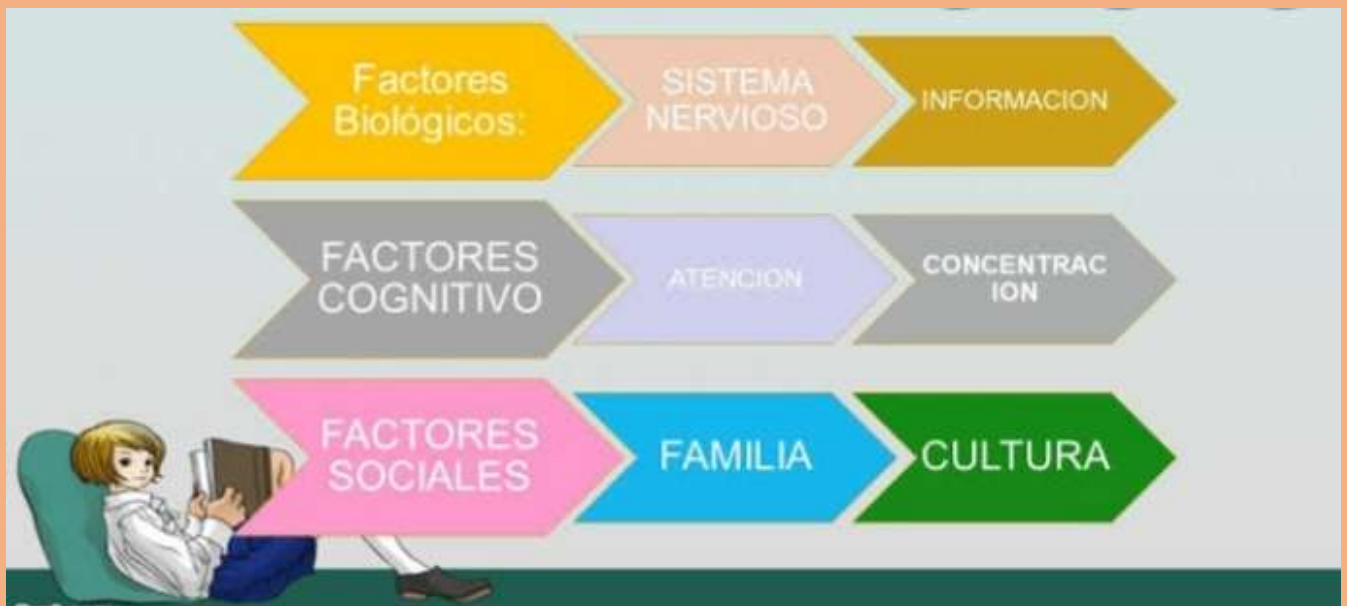 Factores
Biológicos:
SISTEMA
NERVIOSO
INFORMACION
FACTORES
COGNITIVO
ATENCION
CONCENTRAC
ION
FACTORES
SOCIALES
FAMILIA
CULTURA